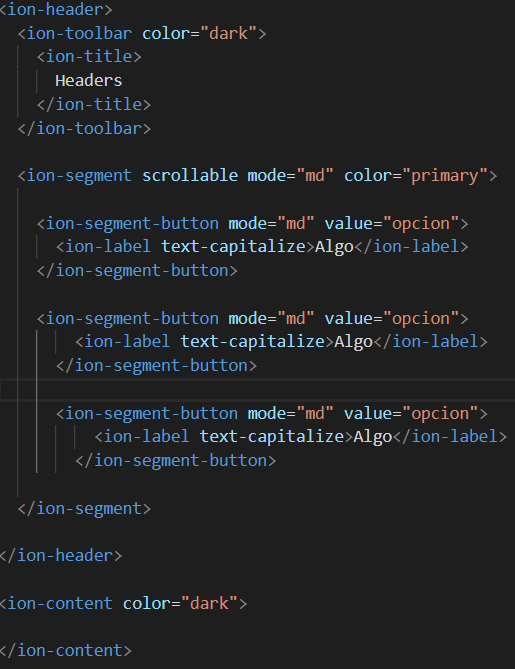 <ion-header>
<ion-toolbar color="dark">
<ion-title>
Headers
</ion-title>
</ion-toolbar>
<ion-segment scrollable mode="md" color="primary">
<ion-segment-button mode="md" value="opcion">
<ion-label text-capitalize>Algo</ion-label>
</ion-segment-button>
<ion-segment-button mode="md" value="opcion">
<ion-label text-capitalize>Algo</ion-label>
</ion-segment-button>
<ion-segment-button mode="md" value="opcion">
<ion-label text-capitalize>Algo</ion-label>
</ion-segment-button>
</ion-segment>
</ion-header>
<ion-content color="dark">
</ion-content>